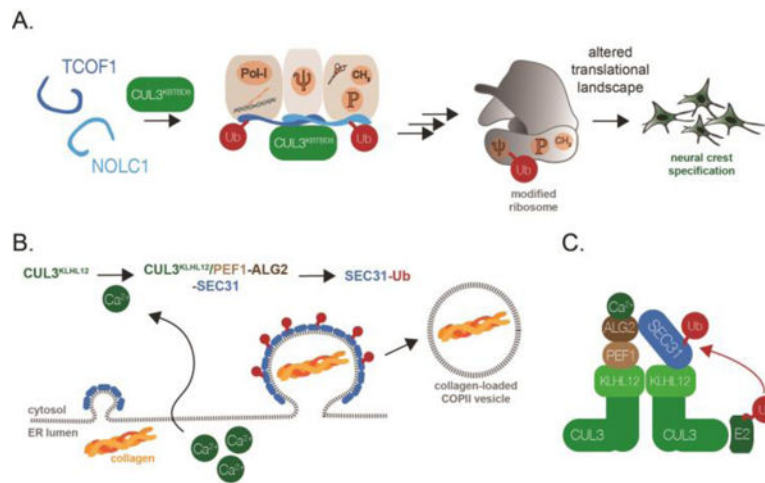 A.
TCOF1
NOLC1
CUL3KBTBD8
Pol-I
Ψ
CH3
P
Ub
CUL3KBTBD8
Ub
Ψ
P
CH3
Ub
modified
ribosome
altered
translational
landscape
neural crest
specification
B.
CUL3KLHL12
CUL3KLHL12/PEF1-ALG2
-SEC31
SEC31-Ub
Ca2+
cytosol
ER lumen
collagen
Ca2+
Ca2+
Ca2+
collagen-loaded
COPII vesicle
C.
Ca2+
ALG2
PEF1
SEC31
Ub
KLHL12
KLHL12
CUL3
CUL3
E2
U